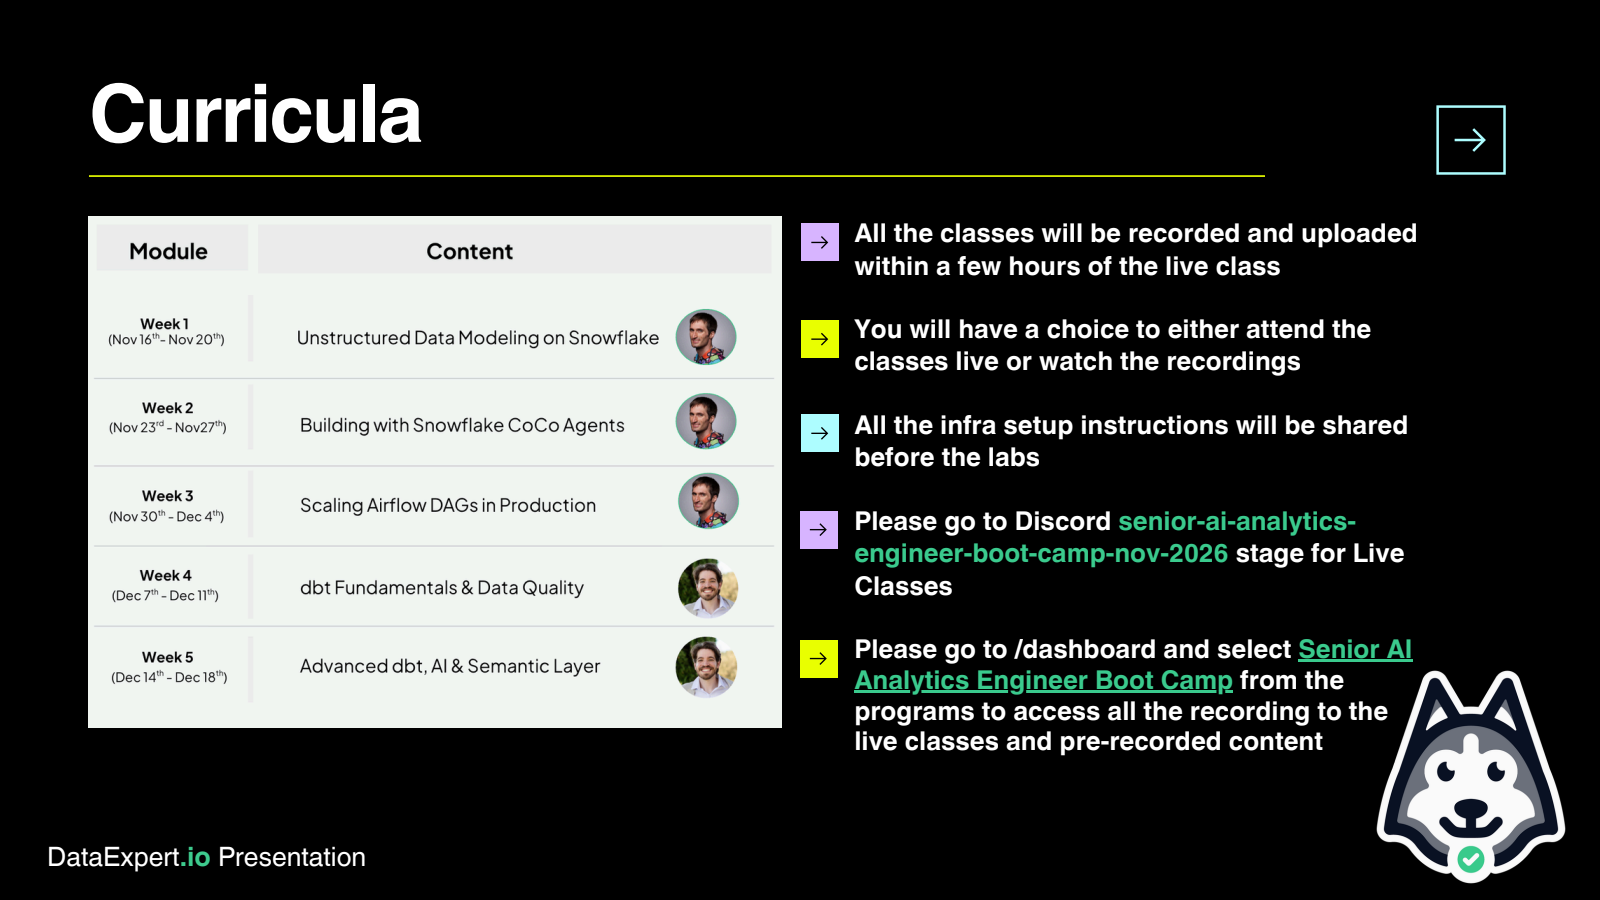 Curricula
Module
Content
Week 1
(Nov 16th- Nov 20th)
Unstructured Data Modeling on Snowflake
Week 2
(Nov 23rd - Nov27th)
Building with Snowflake CoCo Agents
Week 3
(Nov 30th - Dec 4th)
Scaling Airflow DAGs in Production
Week 4
(Dec 7th - Dec 11th)
dbt Fundamentals & Data Quality
Week 5
(Dec 14th - Dec 18th)
Advanced dbt, AI & Semantic Layer
All the classes will be recorded and uploaded
within a few hours of the live class
You will have a choice to either attend the
classes live or watch the recordings
All the infra setup instructions will be shared
before the labs
Please go to Discord senior-ai-analytics-
engineer-boot-camp-nov-2026 stage for Live
Classes
Please go to /dashboard and select Senior AI
Analytics Engineer Boot Camp from the
programs to access all the recording to the
live classes and pre-recorded content
DataExpert.io Presentation